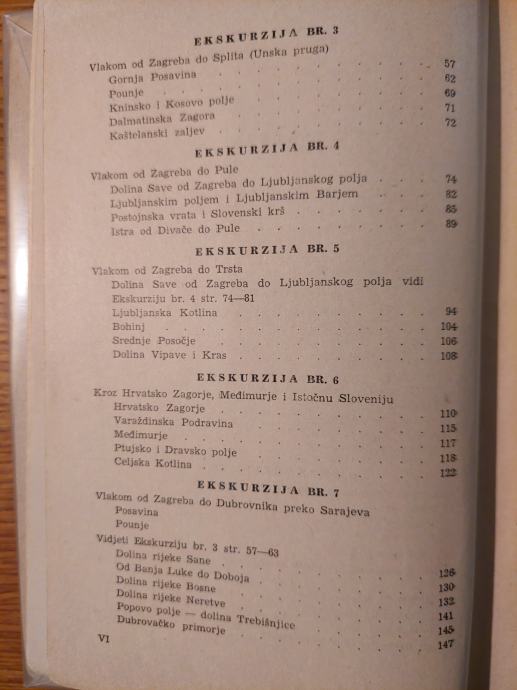 EKSKURZIJA BR. 3
Vlakom od Zagreba do Splita (Unska pruga)
Gornja Posavina . . . . . . . . 57
Pounje . . . . . . . . 62
Kninsko i Kosovo polje . . . . . . . . 69
Dalmatinska Zagora . . . . . . . . 71
Kaštelanski zaljev . . . . . . . . 72
EKSKURZIJA BR. 4
Vlakom od Zagreba do Pule
Dolina Save od Zagreba do Ljubljanskog polja . . . 74
Ljubljanskim poljem i Ljubljanskim Barjem . . . . 82
Postojnska vrata i Slovenski krš . . . . . . 85
Istra od Divače do Pule . . . . . . . 89
EKSKURZIJA BR. 5
Vlakom od Zagreba do Trsta
Dolina Save od Zagreba do Ljubljanskog polja vidi
Ekskurziju br. 4 str. 74—81
Ljubljanska Kotlina . . . . . . . . 94
Bohinj . . . . . . . . 104
Srednje Posočje . . . . . . . . 106
Dolina Vipave i Kras . . . . . . . . 108
EKSKURZIJA BR. 6
Kroz Hrvatsko Zagorje, Međimurje i Istočnu Sloveniju
Hrvatsko Zagorje . . . . . . . . 110
Varaždinska Podravina . . . . . . . . 115
Međimurje . . . . . . . . 117
Ptujsko i Dravsko polje . . . . . . . . 118
Celjska Kotlina . . . . . . . . 122
EKSKURZIJA BR. 7
Vlakom od Zagreba do Dubrovnika preko Sarajeva
Posavina
Pounje
Vidjeti Ekskurziju br. 3 str. 57—63
Dolina rijeke Sane . . . . . . . . 126
Od Banja Luke do Doboja . . . . . . . . 130
Dolina rijeke Bosne . . . . . . . . 132
Dolina rijeke Neretve . . . . . . . . 141
Popovo polje — dolina Trebišnjice . . . . . . 145
Dubrovačko primorje . . . . . . . . 147
VI